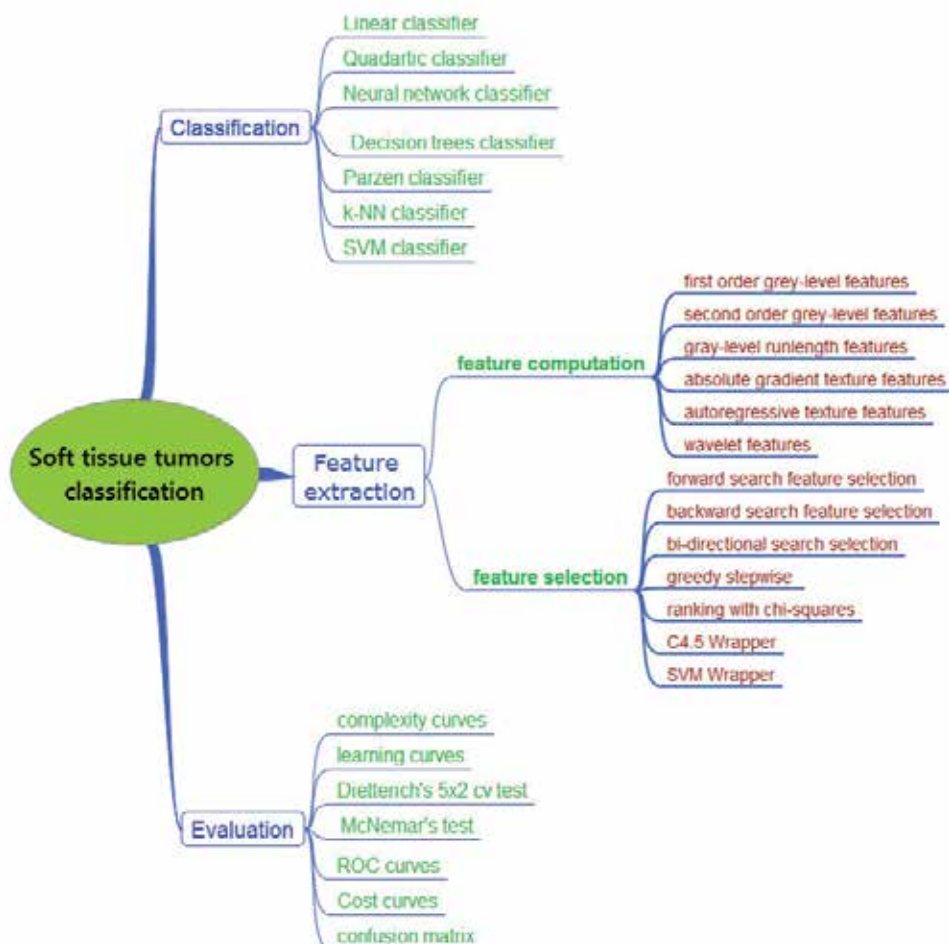 Linear classifier
Quadartic classifier
Neural network classifier
Classification
Decision trees classifier
Parzen classifier
k-NN classifier
SVM classifier
first order grey-level features
second order grey-level features
gray-level runlength features
feature computation
absolute gradient texture features
autoregressive texture features
wavelet features
Soft tissue tumors
classification
Feature
extraction
forward search feature selection
backward search feature selection
bi-directional search selection
feature selection
greedy stepwise
ranking with chi-squares
C4.5 Wrapper
SVM Wrapper
complexity curves
learning curves
Dietterich's 5x2 cv test
McNemar's test
Evaluation
ROC curves
Cost curves
confusion matrix